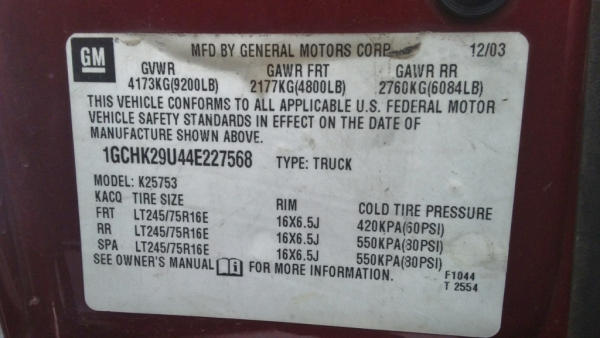 GM
MFD BY GENERAL MOTORS CORP 12/03
GVWR GAWR FRT GAWR RR
4173KG(9200LB) 2177KG(4800LB) 2760KG(6084LB)
THIS VEHICLE CONFORMS TO ALL APPLICABLE U.S. FEDERAL MOTOR
VEHICLE SAFETY STANDARDS IN EFFECT ON THE DATE OF
MANUFACTURE SHOWN ABOVE.
1GCHK29U44E227568 TYPE: TRUCK
MODEL: K25753
KACQ TIRE SIZE RIM COLD TIRE PRESSURE
FRT LT245/75R16E 16X6.5J 420KPA(60PSI)
RR LT245/75R16E 16X6.5J 550KPA(80PSI)
SPA LT245/75R16E 16X6.5J 550KPA(80PSI)
SEE OWNER'S MANUAL FOR MORE INFORMATION.
F1044
T 2554